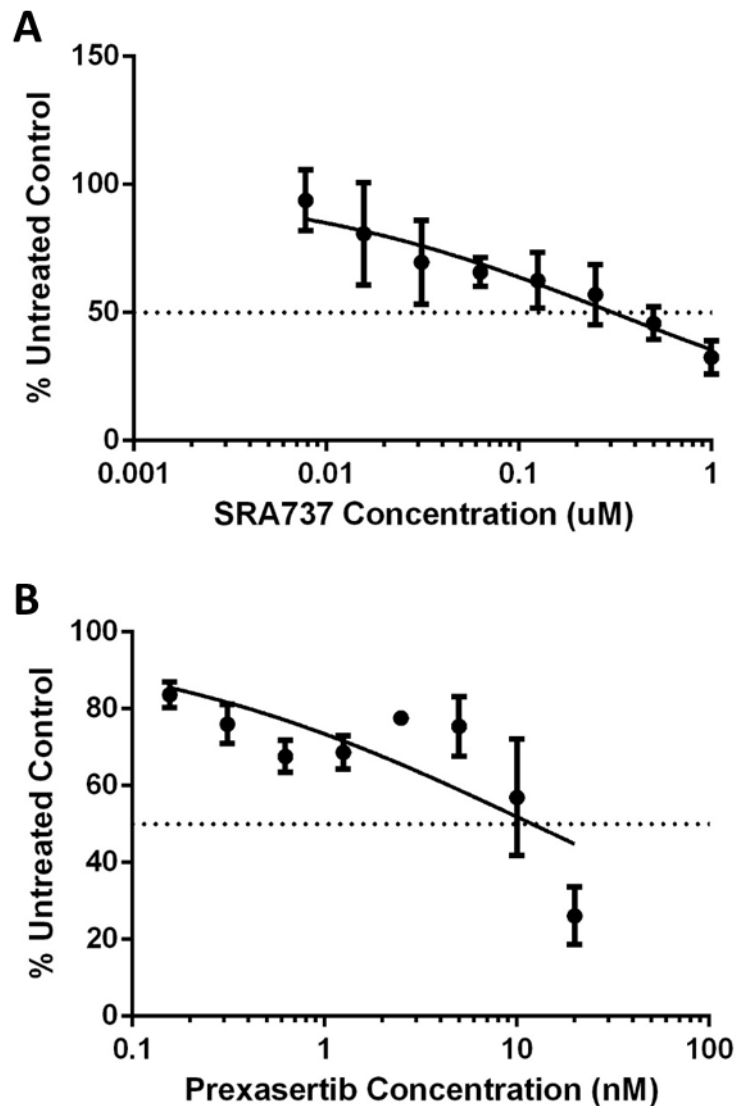 A
% Untreated Control
150
100
50
0
0.001 0.01 0.1 1
SRA737 Concentration (uM)
B
% Untreated Control
100
80
60
40
20
0
0.1 1 10 100
Prexasertib Concentration (nM)